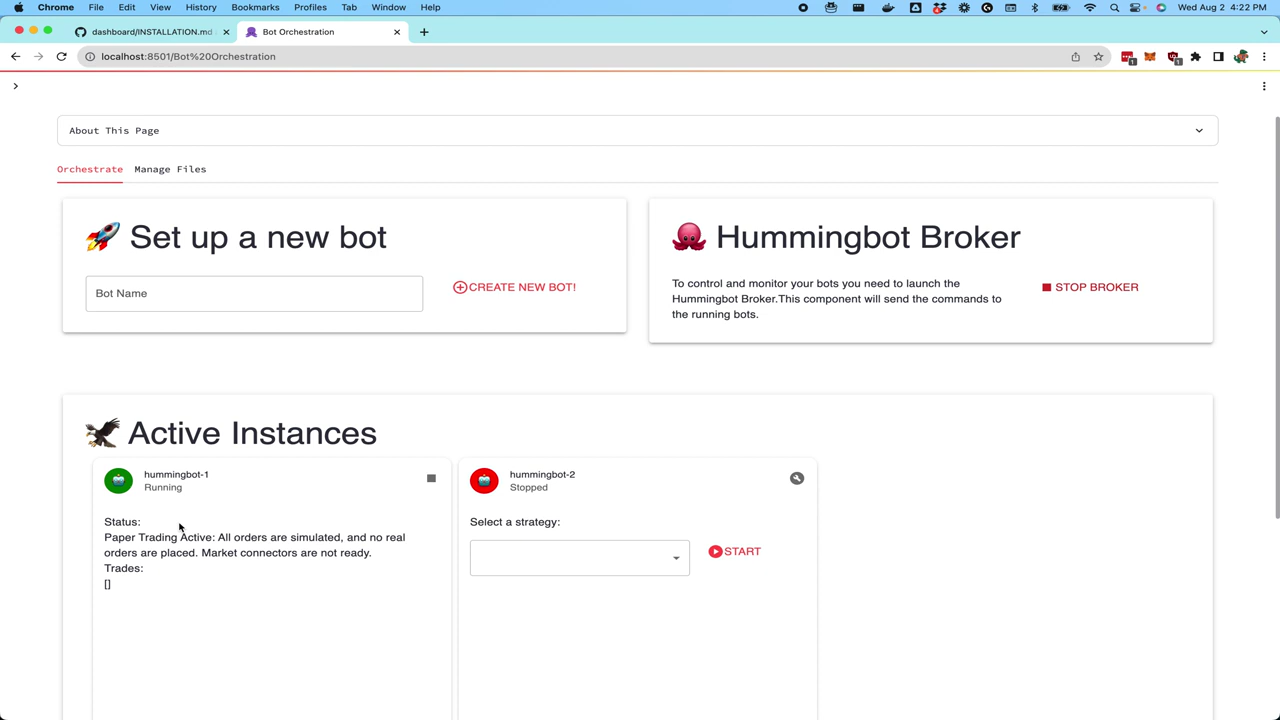 Chrome File Edit View History Bookmarks Profiles Tab Window Help Wed Aug 2 4:22 PM
dashboard/INSTALLATION.md Bot Orchestration
localhost:8501/Bot%20Orchestration
About This Page
Orchestrate Manage Files
Set up a new bot
Bot Name
CREATE NEW BOT!
Hummingbot Broker
To control and monitor your bots you need to launch the
Hummingbot Broker.This component will send the commands to
the running bots.
STOP BROKER
Active Instances
hummingbot-1
Running
Status:
Paper Trading Active: All orders are simulated, and no real
orders are placed. Market connectors are not ready.
Trades:
[]
hummingbot-2
Stopped
Select a strategy:
START